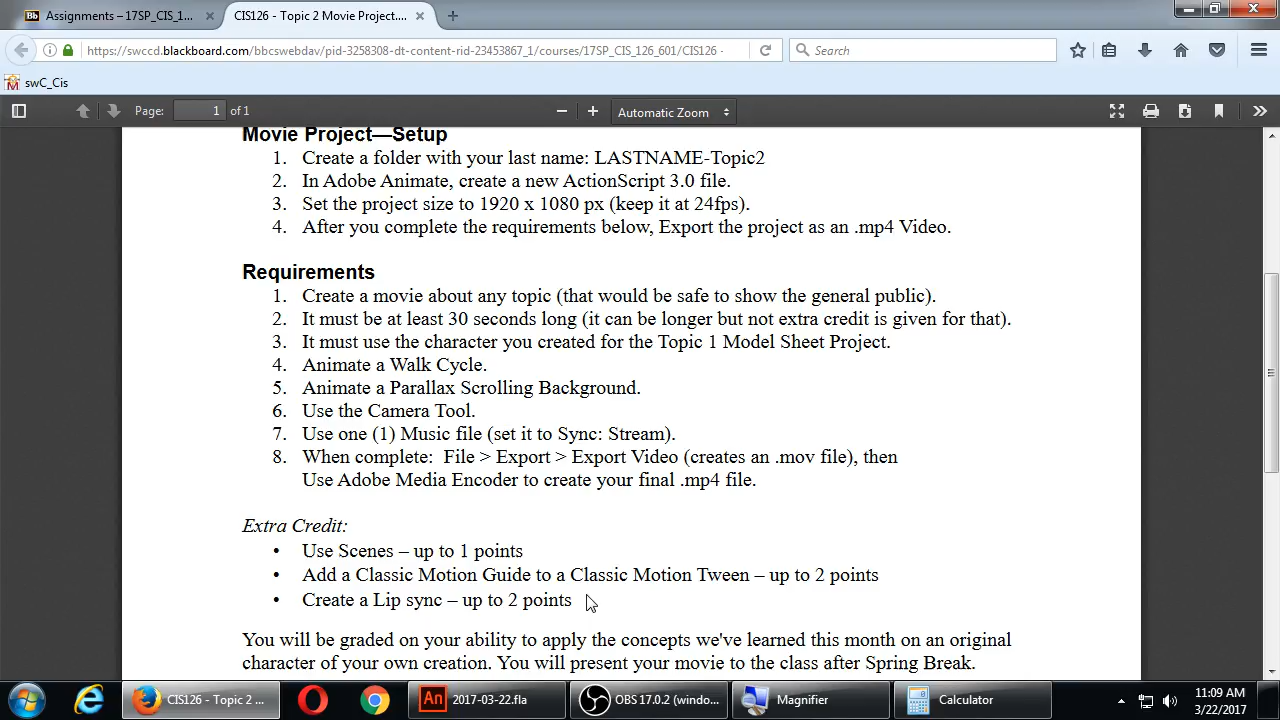 Assignments – 17SP_CIS_1...
CIS126 - Topic 2 Movie Project....
https://swccd.blackboard.com/bbcswebdav/pid-3258308-dt-content-rid-23453867_1/courses/17SP_CIS_126_601/CIS126 -
Search
swC_Cis
Page: 1 of 1
Automatic Zoom
Movie Project—Setup
1. Create a folder with your last name: LASTNAME-Topic2
2. In Adobe Animate, create a new ActionScript 3.0 file.
3. Set the project size to 1920 x 1080 px (keep it at 24fps).
4. After you complete the requirements below, Export the project as an .mp4 Video.
Requirements
1. Create a movie about any topic (that would be safe to show the general public).
2. It must be at least 30 seconds long (it can be longer but not extra credit is given for that).
3. It must use the character you created for the Topic 1 Model Sheet Project.
4. Animate a Walk Cycle.
5. Animate a Parallax Scrolling Background.
6. Use the Camera Tool.
7. Use one (1) Music file (set it to Sync: Stream).
8. When complete: File > Export > Export Video (creates an .mov file), then
Use Adobe Media Encoder to create your final .mp4 file.
Extra Credit:
• Use Scenes – up to 1 points
• Add a Classic Motion Guide to a Classic Motion Tween – up to 2 points
• Create a Lip sync – up to 2 points
You will be graded on your ability to apply the concepts we've learned this month on an original
character of your own creation. You will present your movie to the class after Spring Break.
CIS126 - Topic 2 ...
2017-03-22.fla
OBS 17.0.2 (windo...
Magnifier
Calculator
11:09 AM
3/22/2017